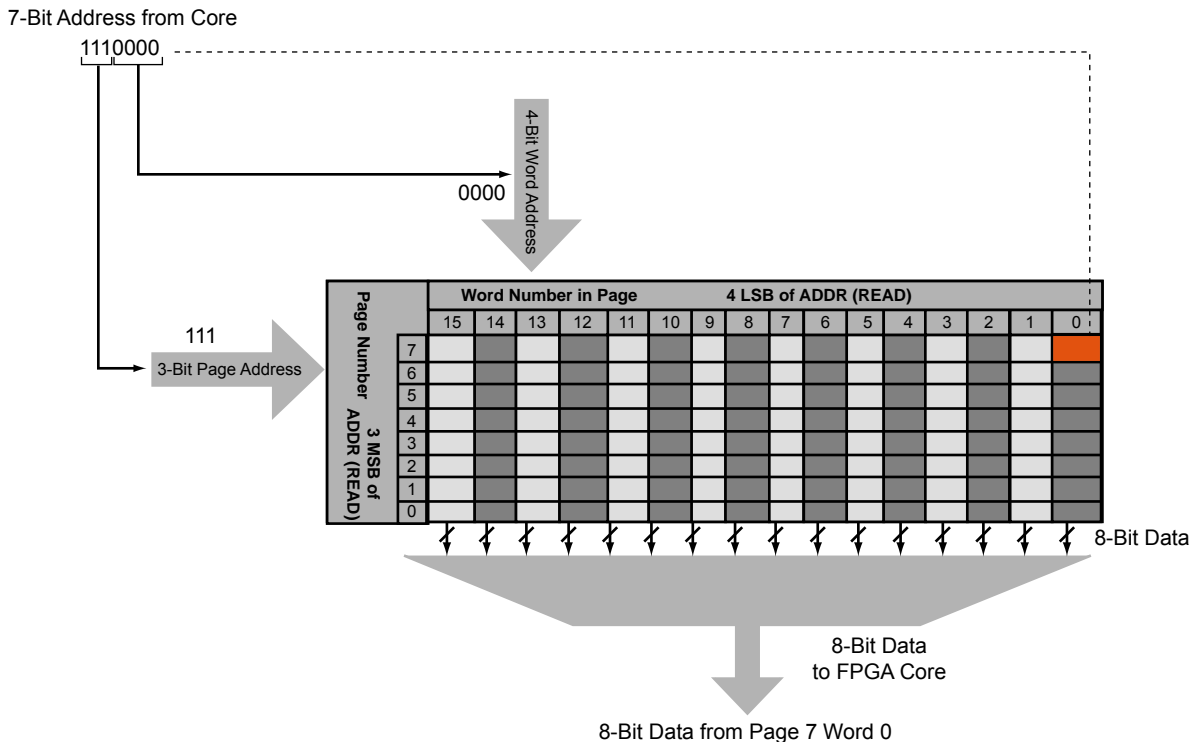 7-Bit Address from Core
1110000
4-Bit Word Address
0000
111
3-Bit Page Address
Page Number
3 MSB of
ADDR (READ)
Word Number in Page 4 LSB of ADDR (READ)
15 14 13 12 11 10 9 8 7 6 5 4 3 2 1 0
7
6
5
4
3
2
1
0
8-Bit Data
8-Bit Data
to FPGA Core
8-Bit Data from Page 7 Word 0